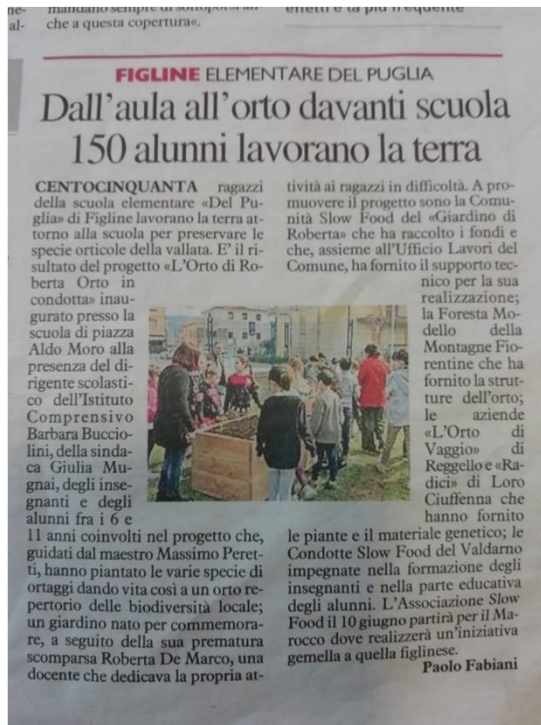 al-
che a questa copertura«.
FIGLINE ELEMENTARE DEL PUGLIA
Dall'aula all'orto davanti scuola
150 alunni lavorano la terra
CENTOCINQUANTA ragazzi
della scuola elementare «Del Pu-
glia» di Figline lavorano la terra at-
torno alla scuola per preservare le
specie orticole della vallata. E' il ri-
sultato del progetto «L'Orto di Ro-
berta Orto in
condotta» inau-
gurato presso la
scuola di piazza
Aldo Moro alla
presenza del di-
rigente scolasti-
co dell'Istituto
Comprensivo
Barbara Buccio-
lini, della sinda-
ca Giulia Mu-
gnai, degli inse-
gnanti e degli
alunni fra i 6 e
11 anni coinvolti nel progetto che,
guidati dal maestro Massimo Peret-
ti, hanno piantato le varie specie di
ortaggi dando vita così a un orto re-
pertorio delle biodiversità locale;
un giardino nato per commemora-
re, a seguito della sua prematura
scomparsa Roberta De Marco, una
docente che dedicava la propria at-
tività ai ragazzi in difficoltà. A pro-
muovere il progetto sono la Comu-
nità Slow Food del «Giardino di
Roberta» che ha raccolto i fondi e
che, assieme all'Ufficio Lavori del
Comune, ha fornito il supporto tec-
nico per la sua
realizzazione;
la Foresta Mo-
dello della
Montagne Fio-
rentine che ha
fornito la strut-
ture dell'orto;
le aziende
«L'Orto di
Vaggio» di
Reggello e «Ra-
dici» di Loro
Ciuffenna che
hanno fornito
le piante e il materiale genetico; le
Condotte Slow Food del Valdarno
impegnate nella formazione degli
insegnanti e nella parte educativa
degli alunni. L'Associazione Slow
Food il 10 giugno partirà per il Ma-
rocco dove realizzerà un'iniziativa
gemella a quella figlinese.
Paolo Fabiani